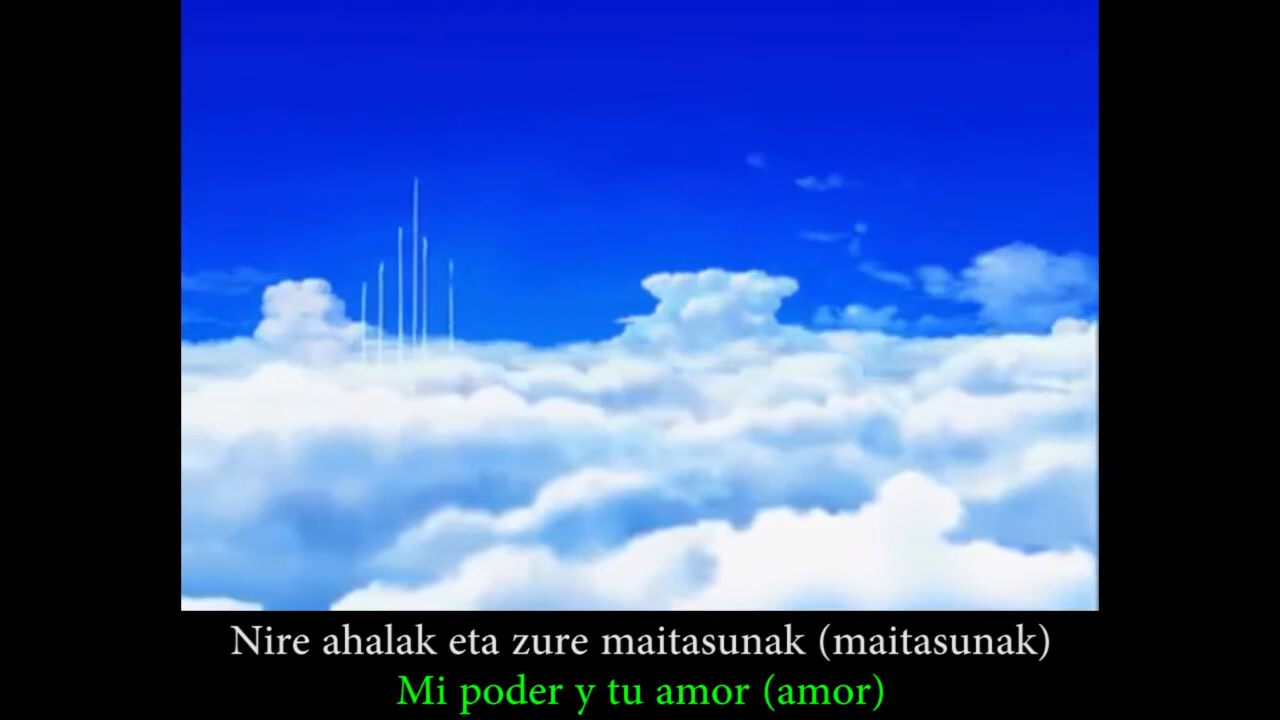 Nire ahalak eta zure maitasunak (maitasunak)
Mi poder y tu amor (amor)